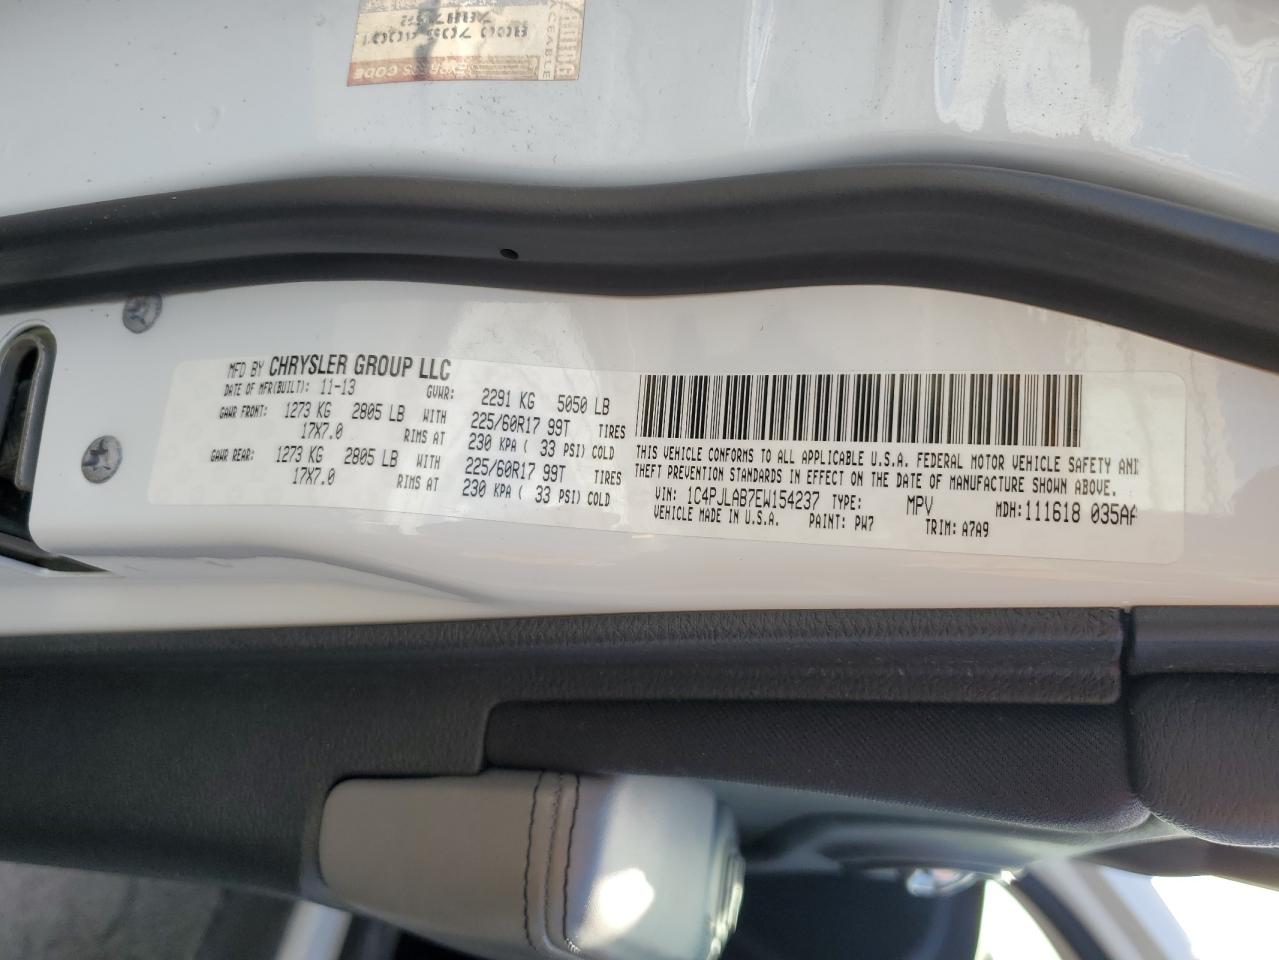 MFD BY CHRYSLER GROUP LLC
DATE OF MFR(BUILT): 11-13 GVWR: 2291 KG 5050 LB
GAWR FRONT: 1273 KG 2805 LB WITH 225/60R17 99T TIRES
17X7.0 RIMS AT 230 KPA ( 33 PSI) COLD
GAWR REAR: 1273 KG 2805 LB WITH 225/60R17 99T TIRES
17X7.0 RIMS AT 230 KPA ( 33 PSI) COLD
THIS VEHICLE CONFORMS TO ALL APPLICABLE U.S.A. FEDERAL MOTOR VEHICLE SAFETY AND
THEFT PREVENTION STANDARDS IN EFFECT ON THE DATE OF MANUFACTURE SHOWN ABOVE.
VIN: 1C4PJLAB7EW154237 TYPE: MPV MDH:111618 035AA
VEHICLE MADE IN U.S.A. PAINT: PW7 TRIM: A7A9
EXPRESS CODE